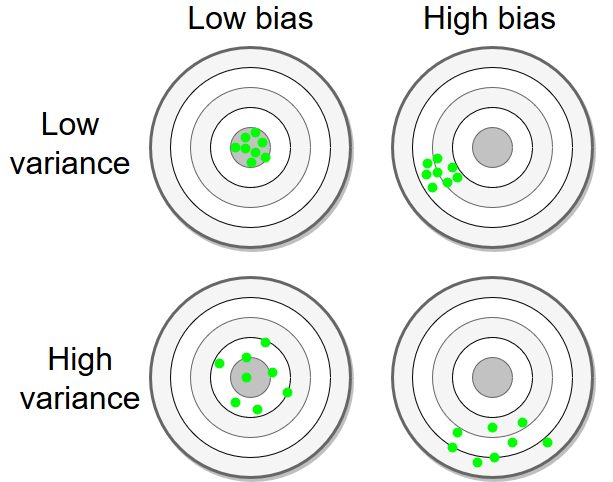 Low bias
High bias
Low
variance
High
variance